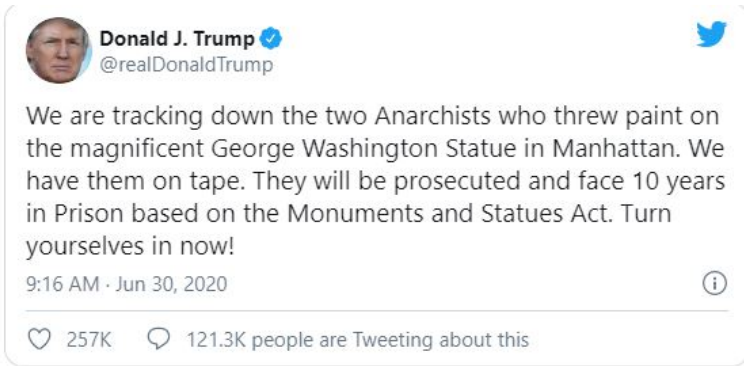 Donald J. Trump
@realDonaldTrump
We are tracking down the two Anarchists who threw paint on
the magnificent George Washington Statue in Manhattan. We
have them on tape. They will be prosecuted and face 10 years
in Prison based on the Monuments and Statues Act. Turn
yourselves in now!
9:16 AM · Jun 30, 2020
257K 121.3K people are Tweeting about this